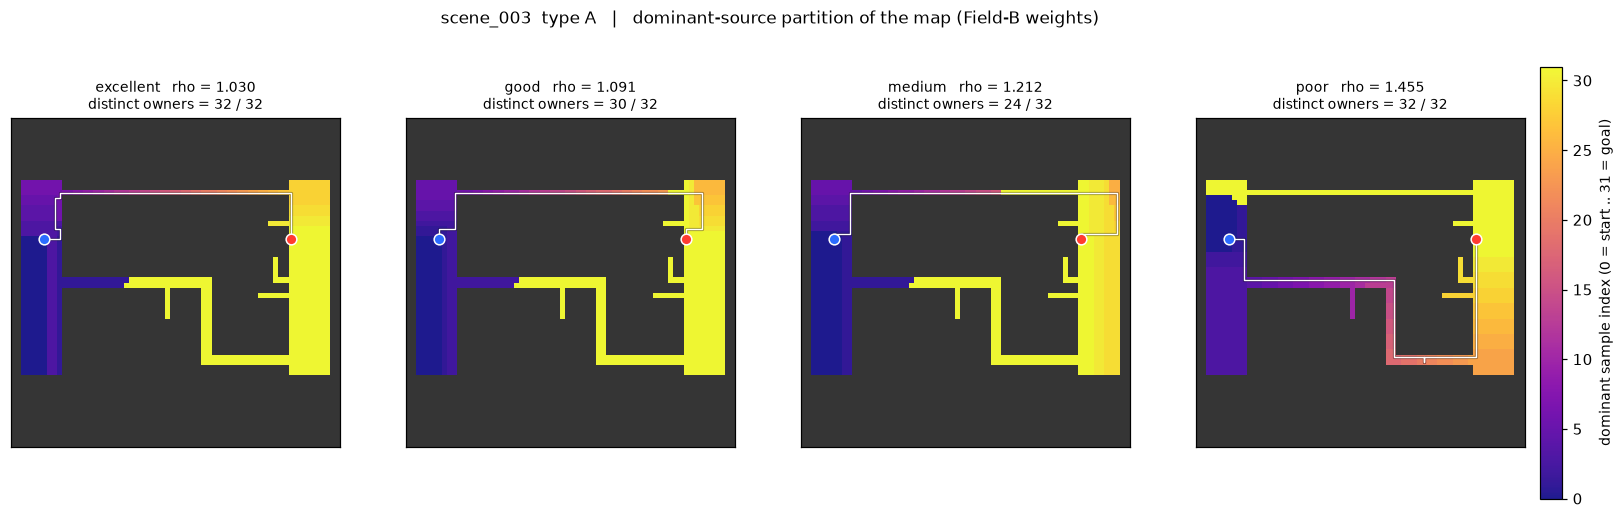 scene_003  type A   |   dominant-source partition of the map (Field-B weights)
excellent   rho = 1.030
distinct owners = 32 / 32
good   rho = 1.091
distinct owners = 30 / 32
medium   rho = 1.212
distinct owners = 24 / 32
poor   rho = 1.455
distinct owners = 32 / 32
30
25
20
15
10
5
0
dominant sample index (0 = start .. 31 = goal)